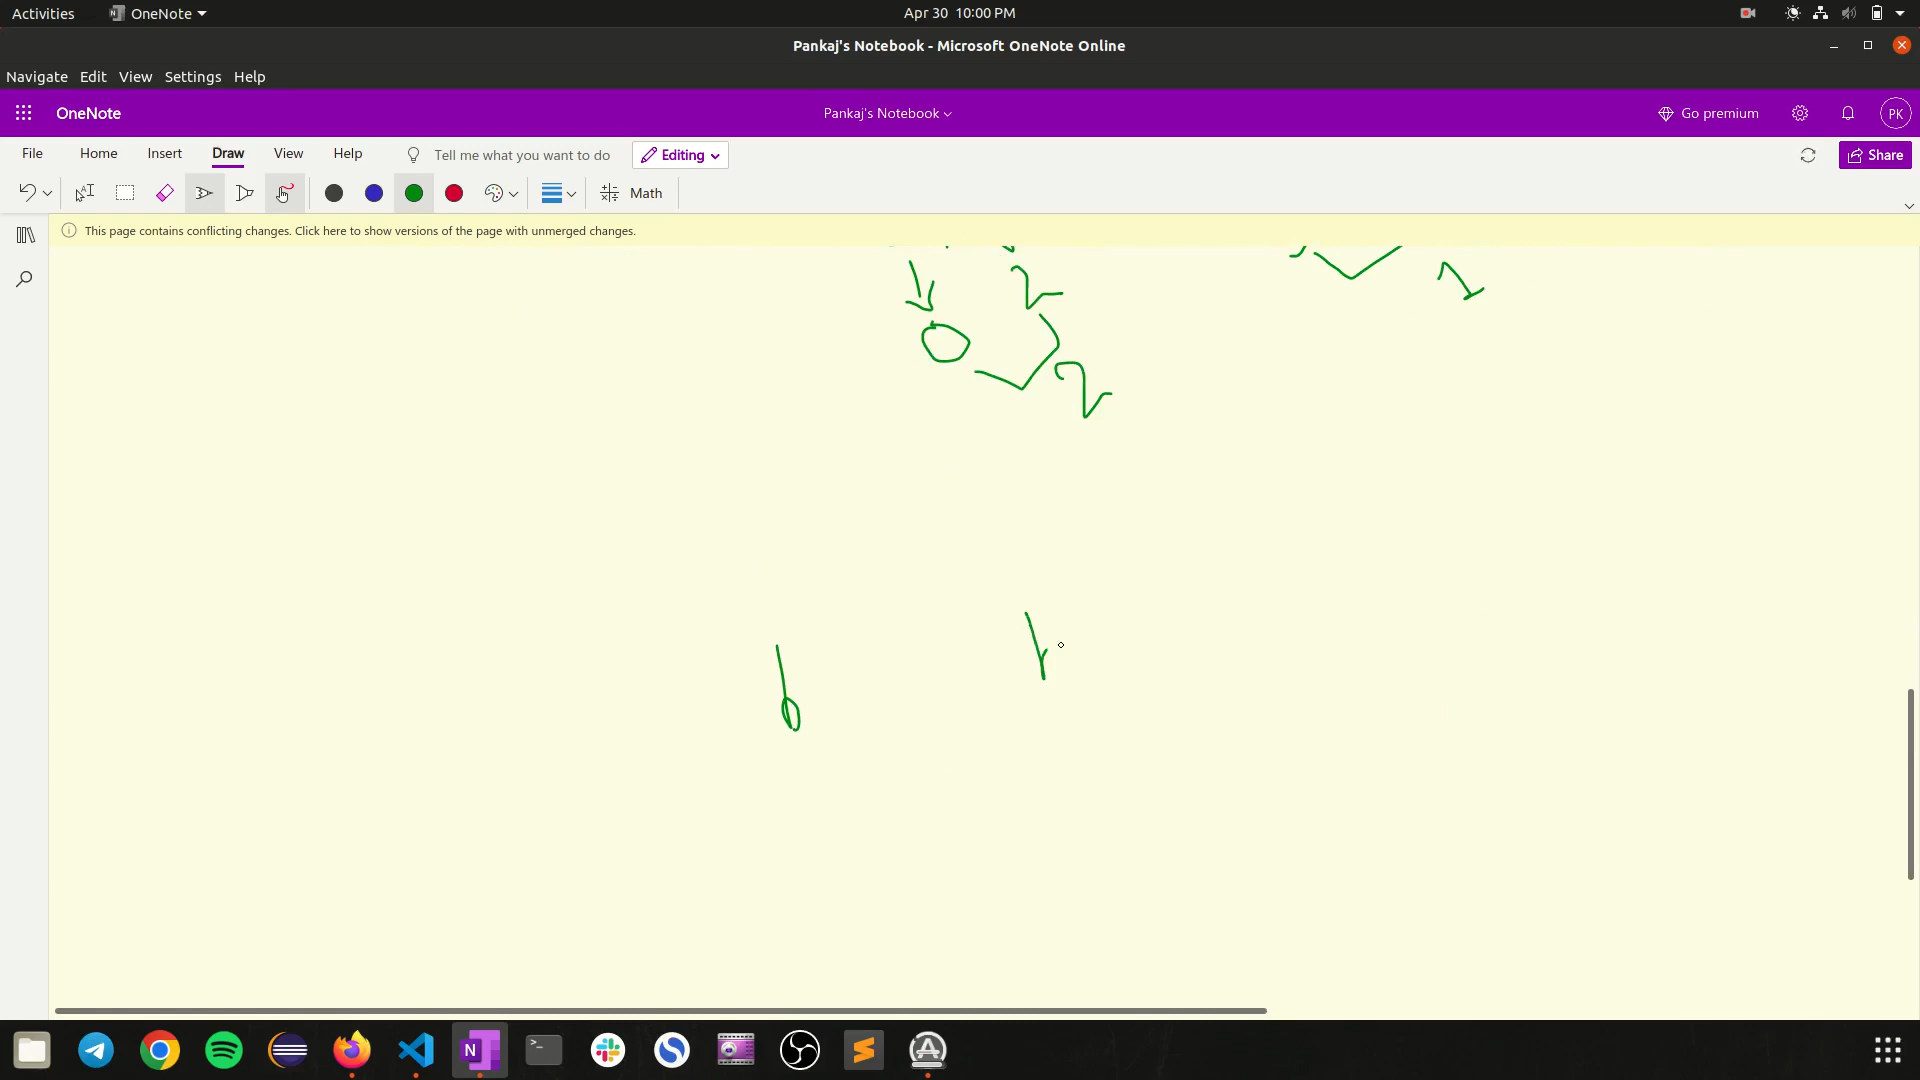 Activities OneNote Apr 30 10:00 PM
Pankaj's Notebook - Microsoft OneNote Online
Navigate Edit View Settings Help
OneNote Pankaj's Notebook Go premium PK
File Home Insert Draw View Help Tell me what you want to do Editing Share
Math
This page contains conflicting changes. Click here to show versions of the page with unmerged changes.